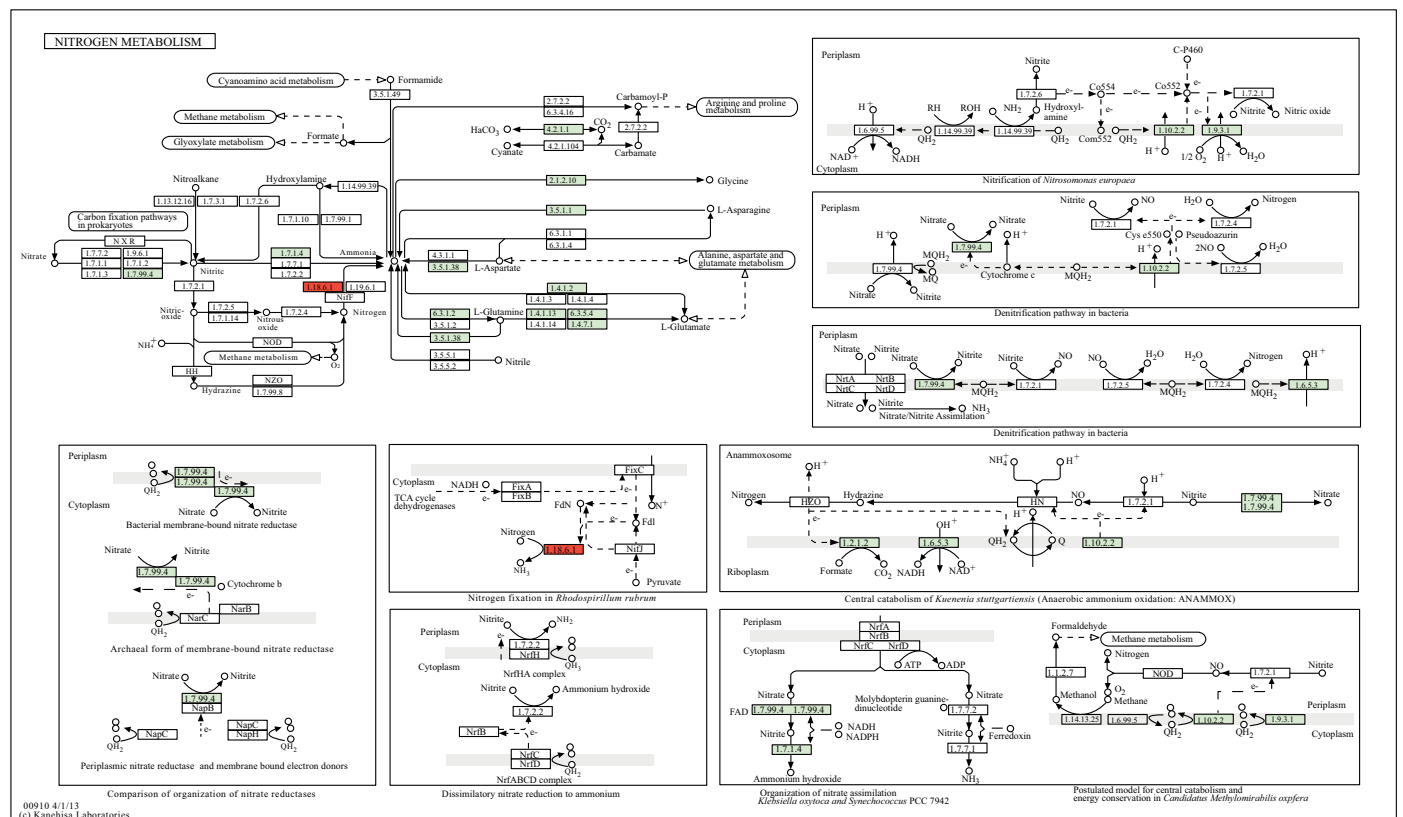 NITROGEN METABOLISM
Cyanoamino acid metabolism
Formamide
3.5.1.49
Methane metabolism
Glyoxylate metabolism
Formate
2.7.2.2
6.3.4.16
Carbamoyl-P
Arginine and proline
metabolism
HaCO3
4.2.1.1
CO2
2.7.2.2
Cyanate
4.2.1.104
Carbamate
Nitroalkane
Hydroxylamine
1.14.99.39
2.1.2.10
Glycine
1.13.12.16
1.7.3.1
1.7.2.6
Carbon fixation pathways
in prokaryotes
1.7.1.10
1.7.99.1
3.5.1.1
L-Asparagine
N X R
6.3.1.1
6.3.1.4
Nitrate
1.7.7.2
1.9.6.1
1.7.1.1
1.7.1.2
1.7.1.3
1.7.99.4
Nitrite
1.7.1.4
1.7.7.1
1.7.2.2
Ammonia
4.3.1.1
3.5.1.38
L-Aspartate
Alanine, aspartate and
glutamate metabolism
1.7.2.1
1.18.6.1
1.19.6.1
NifF
1.4.1.2
1.4.1.3
1.4.1.4
Nitric-
oxide
1.7.2.5
1.7.1.14
Nitrous
oxide
1.7.2.4
Nitrogen
6.3.1.2
3.5.1.2
3.5.1.38
L-Glutamine
1.4.1.13
6.3.5.4
1.4.1.14
1.4.7.1
L-Glutamate
NH4+
NOD
Methane metabolism
O2
3.5.5.1
3.5.5.2
Nitrile
HH
Hydrazine
NZO
1.7.99.8
Periplasm
C-P460
Nitrite
Co554
Co552
e-
e-
e-
e-
e-
1.7.2.6
1.7.2.1
H+
RH
ROH
NH2
Hydroxyl-
amine
Nitrite
Nitric oxide
1.6.99.5
QH2
1.14.99.39
1.14.99.39
QH2
Com552
QH2
1.10.2.2
1.9.3.1
NAD+
NADH
H+
1/2 O2
H+
H2O
Cytoplasm
Nitrification of Nitrosomonas europaea
Periplasm
Nitrite
NO
H2O
Nitrogen
1.7.2.1
e-
1.7.2.4
Nitrate
Nitrate
H+
1.7.99.4
H+
Cys e550
Pseudoazurin
e-
MQH2
MQ
e-
H+
2NO
H2O
1.7.99.4
Cytochrome c
MQH2
1.10.2.2
1.7.2.5
Nitrate
Nitrite
Denitrification pathway in bacteria
Periplasm
Nitrate
Nitrite
Nitrate
Nitrite
Nitrite
NO
NO
H2O
H2O
Nitrogen
H+
NrtA
NrtB
NrtC
NrtD
1.7.99.4
MQH2
1.7.2.1
1.7.2.5
MQH2
1.7.2.4
MQH2
1.6.5.3
Nitrate
Nitrite
NH3
Nitrate/Nitrite Assimilation
Denitrification pathway in bacteria
Periplasm
1.7.99.4
1.7.99.4
e-
1.7.99.4
QH2
Cytoplasm
Nitrate
Nitrite
Bacterial membrane-bound nitrate reductase
Nitrate
Nitrite
1.7.99.4
1.7.99.4
Cytochrome b
e-
QH2
NarC
NarB
Archaeal form of membrane-bound nitrate reductase
Nitrate
Nitrite
1.7.99.4
NapB
QH2
NapC
e-
NapC
NapH
QH2
Periplasmic nitrate reductase and membrane bound electron donors
Comparison of organization of nitrate reductases
Cytoplasm
FixC
NADH
TCA cycle
dehydrogenases
e-
FixA
FixB
e-
FdN
N+
Fdl
Nitrogen
e-
1.18.6.1
NifJ
NH3
Pyruvate
Nitrogen fixation in Rhodospirillum rubrum
Nitrite
NH2
Periplasm
e-
1.7.2.2
NrfH
Cytoplasm
QH3
NrfHA complex
Nitrite
Ammonium hydroxide
1.7.2.2
NrfB
e-
NrfC
NrfD
QH2
NrfABCD complex
Dissimilatory nitrate reduction to ammonium
Anammoxosome
H+
NH4+
H+
H+
Nitrogen
HZO
Hydrazine
HN
NO
1.7.2.1
Nitrite
1.7.99.4
1.7.99.4
Nitrate
e-
OH+
H+
e-
1.2.1.2
1.6.5.3
QH2
Q
1.10.2.2
Riboplasm
Formate
CO2
NADH
NAD+
Central catabolism of Kuenenia stuttgartiensis (Anaerobic ammonium oxidation: ANAMMOX)
Periplasm
NrfA
NrfB
NrfC
NrfD
Cytoplasm
ATP
ADP
Nitrate
Molybdopterin guanine-
dinucleotide
Nitrate
FAD
1.7.99.4
1.7.99.4
1.7.7.2
Nitrite
NADH
NADPH
Nitrite
Ferredoxin
1.7.1.4
1.7.7.1
Ammonium hydroxide
NH3
Organization of nitrate assimilation
Klebsiella oxytoca and Synechococcus PCC 7942
Formaldehyde
Methane metabolism
Nitrogen
1.1.2.7
NOD
NO
1.7.2.1
Nitrite
Methanol
O2
Methane
e-
Periplasm
1.14.13.25
1.6.99.5
QH2
1.10.2.2
QH2
1.9.3.1
Cytoplasm
Postulated model for central catabolism and
energy conservation in Candidatus Methylomirabilis oxpfera
00910 4/1/13
(c) Kanehisa Laboratories